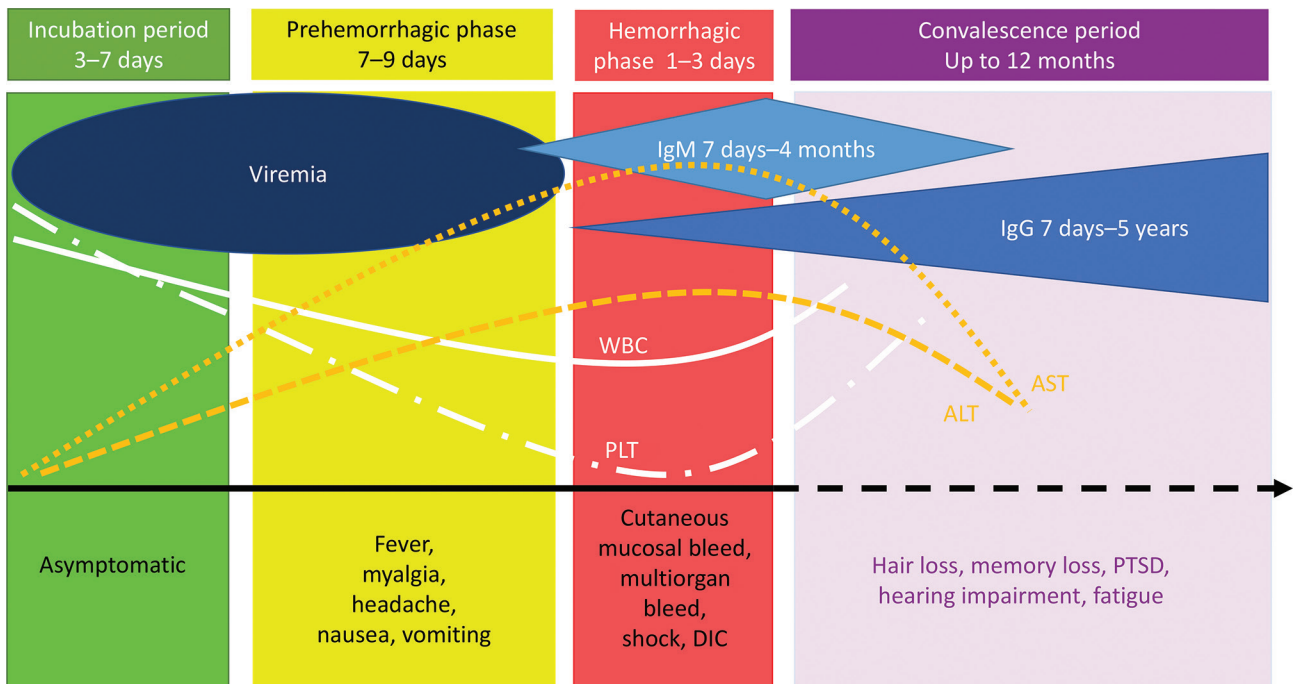 Incubation period
3–7 days
Prehemorrhagic phase
7–9 days
Hemorrhagic
phase 1–3 days
Convalescence period
Up to 12 months
Viremia
IgM 7 days–4 months
IgG 7 days–5 years
WBC
AST
ALT
PLT
Asymptomatic
Fever,
myalgia,
headache,
nausea, vomiting
Cutaneous
mucosal bleed,
multiorgan
bleed,
shock, DIC
Hair loss, memory loss, PTSD,
hearing impairment, fatigue